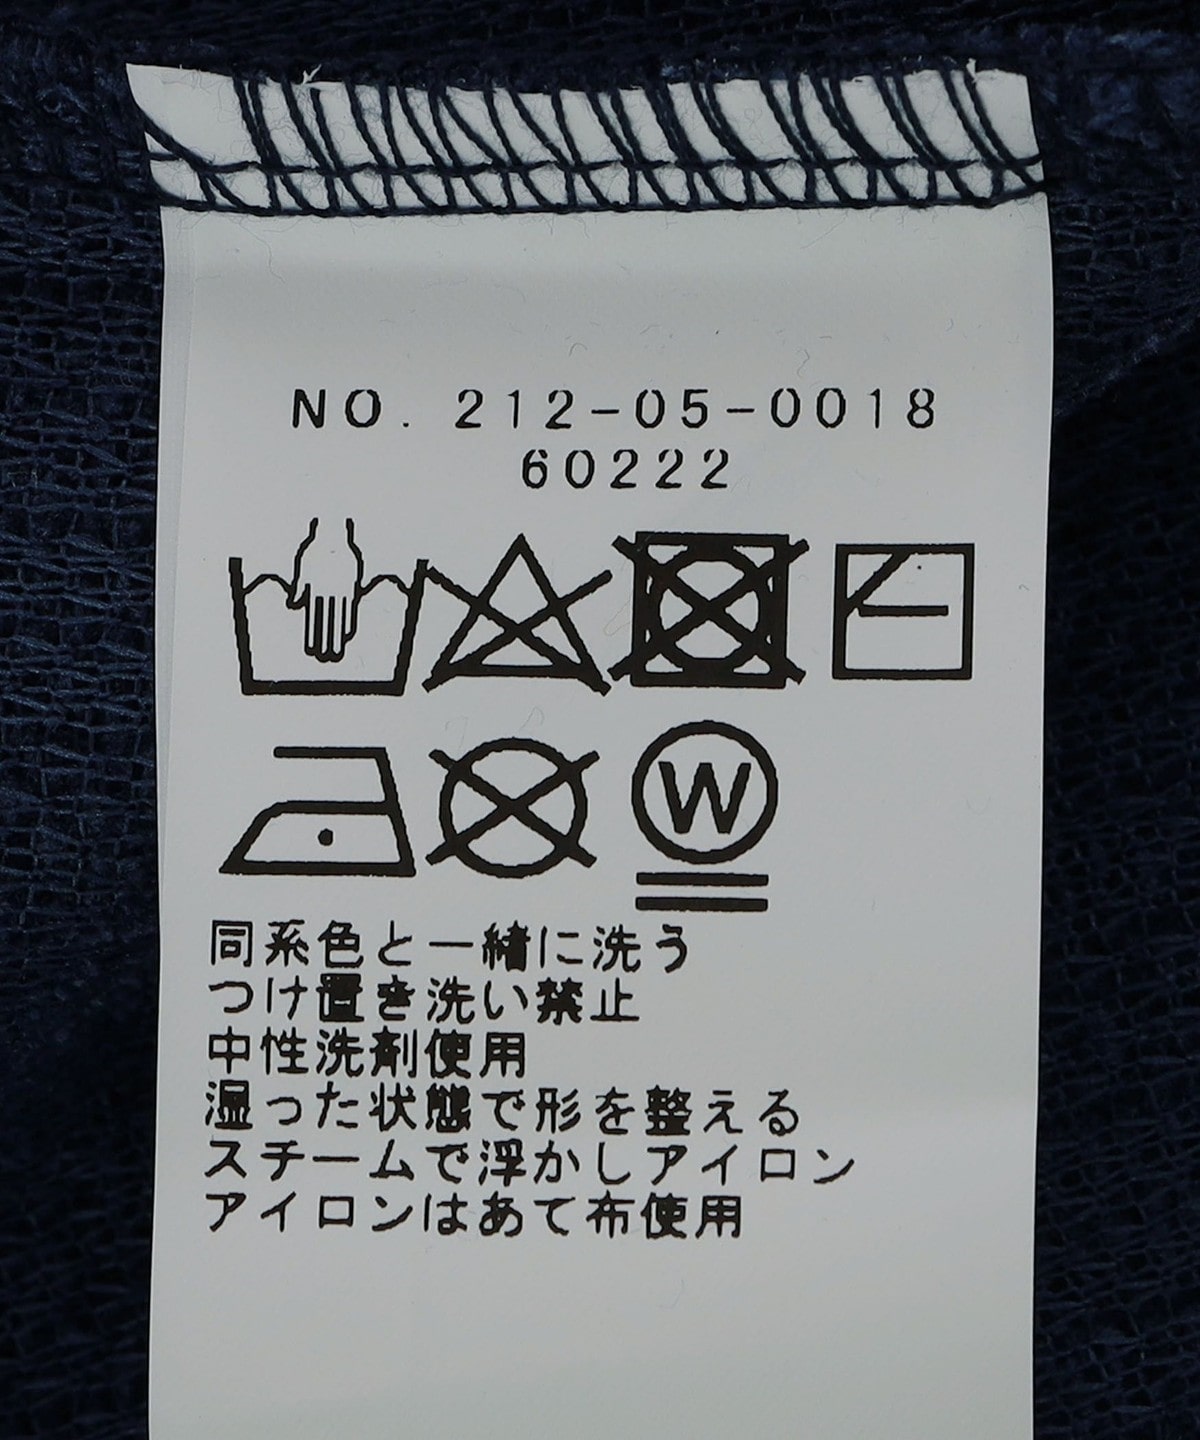 NO. 212-05-0018
60222
W
同系色と一緒に洗う
つけ置き洗い禁止
中性洗剤使用
湿った状態で形を整える
スチームで浮かしアイロン
アイロンはあて布使用